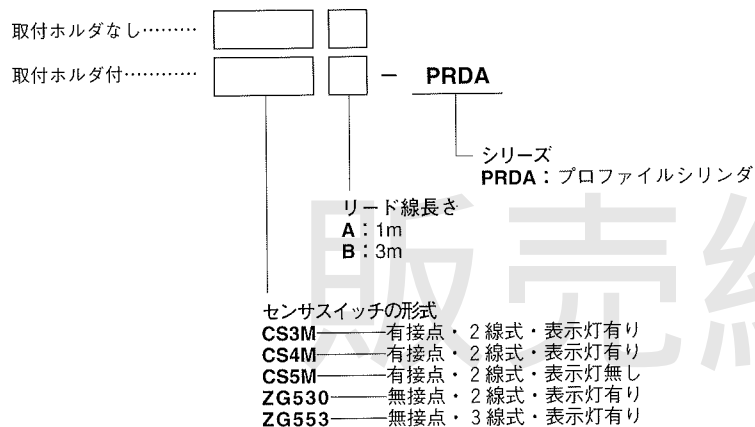 取付ホルダなし………
取付ホルダ付………… － PRDA
シリーズ
PRDA：プロファイルシリンダ
リード線長さ
A：1m
B：3m
センサスイッチの形式
CS3M――有接点・2線式・表示灯有り
CS4M――有接点・2線式・表示灯有り
CS5M――有接点・2線式・表示灯無し
ZG530――無接点・2線式・表示灯有り
ZG553――無接点・3線式・表示灯有り
販売